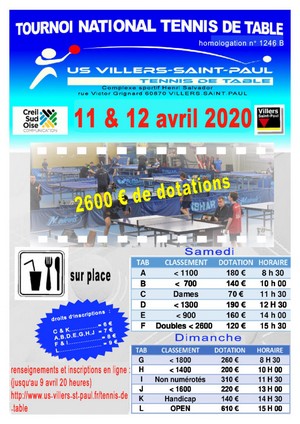 TOURNOI NATIONAL TENNIS DE TABLE
homologation n° 1246 B
US VILLERS-SAINT-PAUL
TENNIS DE TABLE
Complexe sportif Henri Salvador
rue Victor Grignard 60870 VILLERS-SAINT-PAUL
Creil
Sud
Oise
COMMUNICATION
11 & 12 avril 2020
Villers
Saint-Paul
2600 € de dotations
sur place
Samedi
TAB CLASSEMENT DOTATION HORAIRE
A < 1100 180 € 8 h 30
B < 700 140 € 10 h 00
C Dames 70 € 11 h 30
D < 1300 190 € 12 H 30
E < 900 160 € 14 h 00
F Doubles < 2600 120 € 15 h 30
droits d'inscriptions :
C & K
A,B,D,E,G,H,J
F & I
L
Dimanche
TAB CLASSEMENT DOTATION HORAIRE
G < 1800 260 € 8 h 30
H < 1400 200 € 10 H 00
I Non numérotés 310 € 11 H 30
J < 1600 220 € 13 H 00
K Handicap 140 € 14 H 30
L OPEN 610 € 15 H 00
renseignements et inscriptions en ligne :
(jusqu'au 9 avril 20 heures)
http://www.us-villers-st-paul.fr/tennis-de
-table